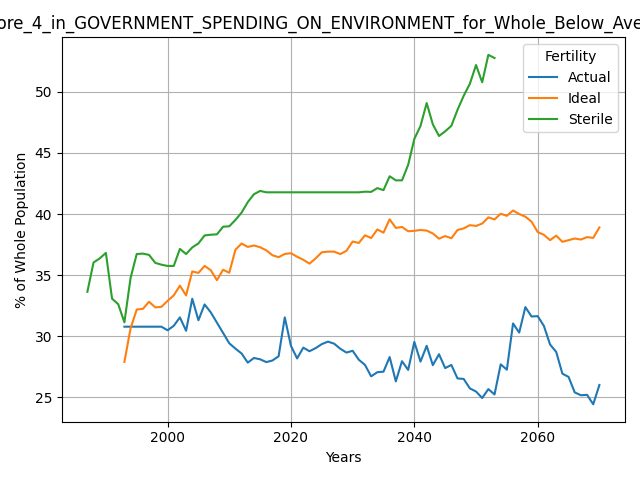 ore_4_in_GOVERNMENT_SPENDING_ON_ENVIRONMENT_for_Whole_Below_Ave
Fertility
Actual
Ideal
Sterile
% of Whole Population
50
45
40
35
30
25
2000
2020
2040
2060
Years